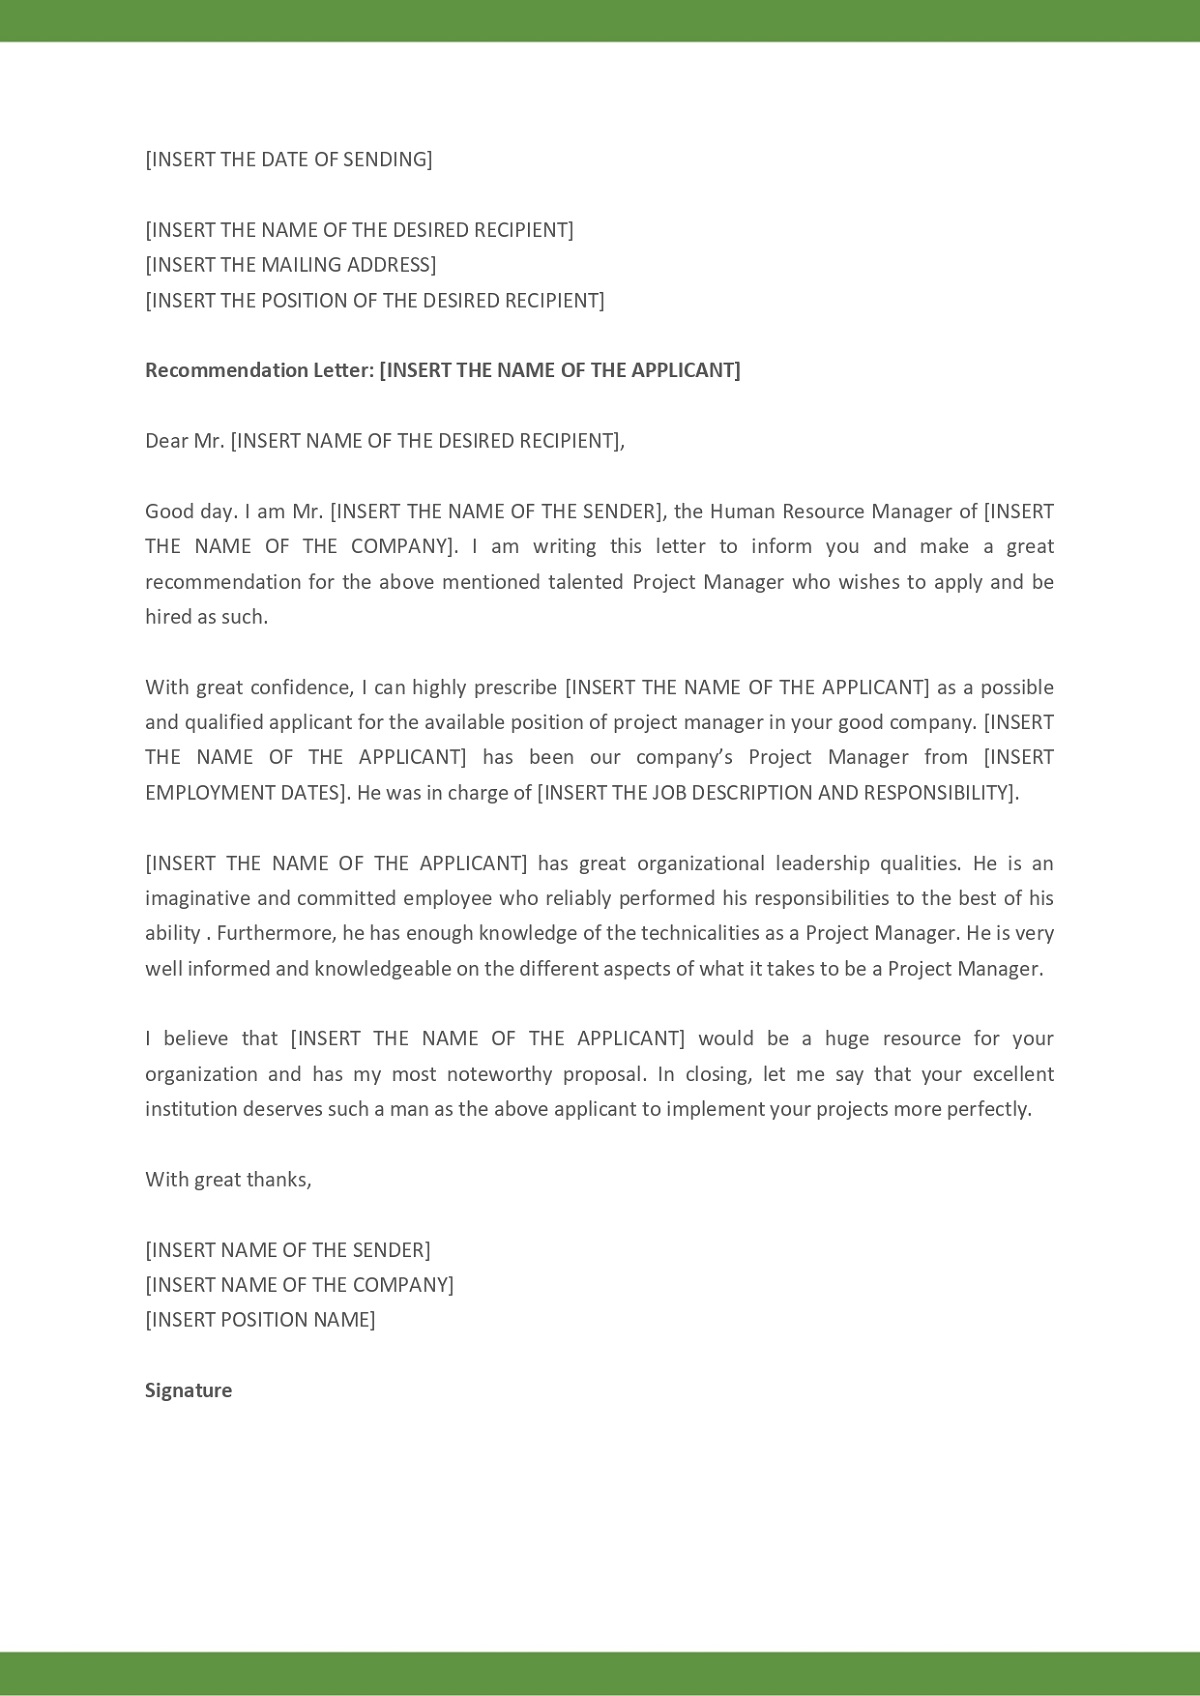 [INSERT THE DATE OF SENDING]
[INSERT THE NAME OF THE DESIRED RECIPIENT]
[INSERT THE MAILING ADDRESS]
[INSERT THE POSITION OF THE DESIRED RECIPIENT]
Recommendation Letter: [INSERT THE NAME OF THE APPLICANT]
Dear Mr. [INSERT NAME OF THE DESIRED RECIPIENT],
Good day. I am Mr. [INSERT THE NAME OF THE SENDER], the Human Resource Manager of [INSERT
THE NAME OF THE COMPANY]. I am writing this letter to inform you and make a great
recommendation for the above mentioned talented Project Manager who wishes to apply and be
hired as such.
With great confidence, I can highly prescribe [INSERT THE NAME OF THE APPLICANT] as a possible
and qualified applicant for the available position of project manager in your good company. [INSERT
THE NAME OF THE APPLICANT] has been our company’s Project Manager from [INSERT
EMPLOYMENT DATES]. He was in charge of [INSERT THE JOB DESCRIPTION AND RESPONSIBILITY].
[INSERT THE NAME OF THE APPLICANT] has great organizational leadership qualities. He is an
imaginative and committed employee who reliably performed his responsibilities to the best of his
ability . Furthermore, he has enough knowledge of the technicalities as a Project Manager. He is very
well informed and knowledgeable on the different aspects of what it takes to be a Project Manager.
I believe that [INSERT THE NAME OF THE APPLICANT] would be a huge resource for your
organization and has my most noteworthy proposal. In closing, let me say that your excellent
institution deserves such a man as the above applicant to implement your projects more perfectly.
With great thanks,
[INSERT NAME OF THE SENDER]
[INSERT NAME OF THE COMPANY]
[INSERT POSITION NAME]
Signature